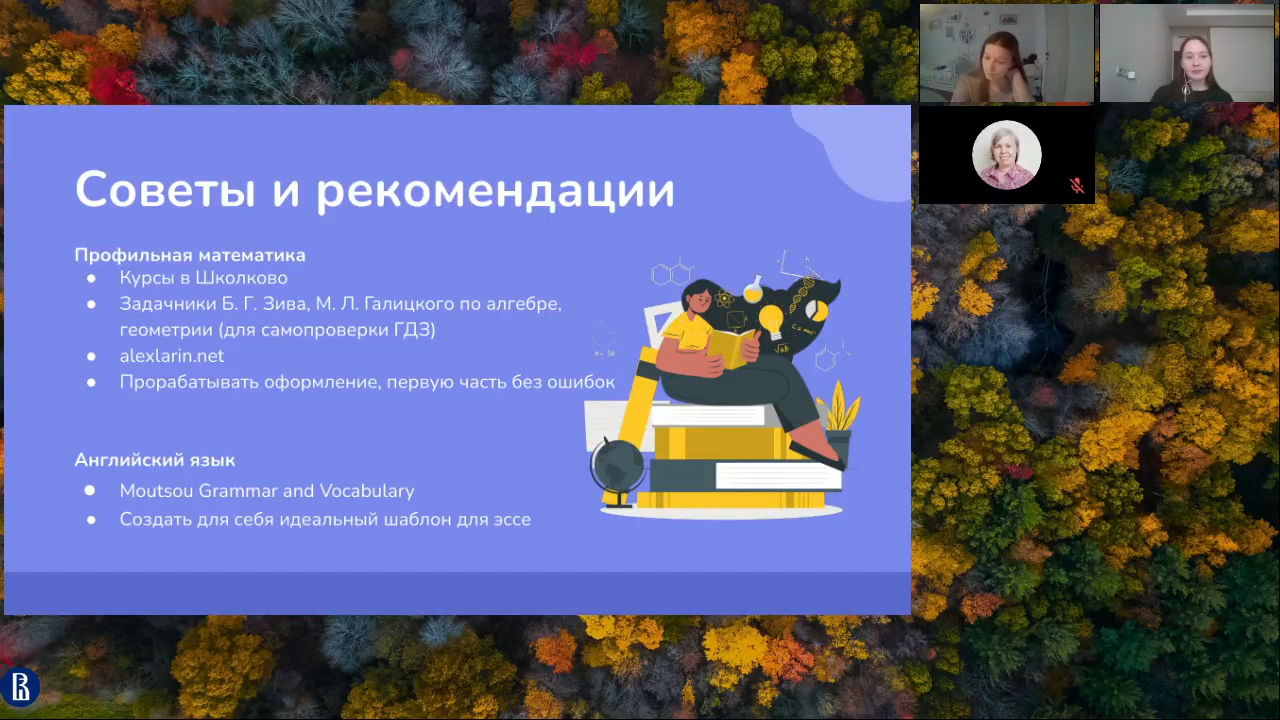 Советы и рекомендации
Профильная математика
● Курсы в Школково
● Задачники Б. Г. Зива, М. Л. Галицкого по алгебре,
геометрии (для самопроверки ГДЗ)
● alexlarin.net
● Прорабатывать оформление, первую часть без ошибок
Английский язык
● Moutsou Grammar and Vocabulary
● Создать для себя идеальный шаблон для эссе